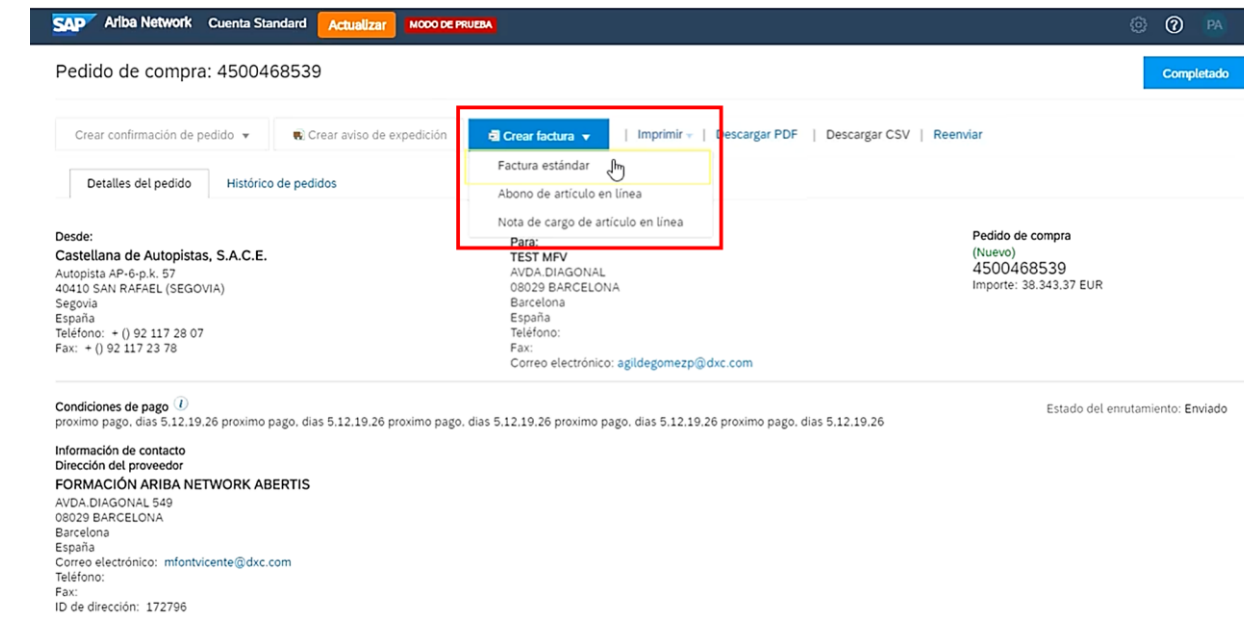 SAP Ariba Network Cuenta Standard Actualizar MODO DE PRUEBA PA
Pedido de compra: 4500468539
Completado
Crear confirmación de pedido Crear aviso de expedición Crear factura | Imprimir | Descargar PDF | Descargar CSV | Reenviar
Factura estándar
Abono de artículo en línea
Nota de cargo de artículo en línea
Detalles del pedido Histórico de pedidos
Desde:
Castellana de Autopistas, S.A.C.E.
Autopista AP-6-p.k. 57
40410 SAN RAFAEL (SEGOVIA)
Segovia
España
Teléfono: + () 92 117 28 07
Fax: + () 92 117 23 78
Para:
TEST MFV
AVDA.DIAGONAL
08029 BARCELONA
Barcelona
España
Teléfono:
Fax:
Correo electrónico: agildegomezp@dxc.com
Pedido de compra
(Nuevo)
4500468539
Importe: 38.343,37 EUR
Condiciones de pago i
proximo pago, dias 5,12,19,26 proximo pago, dias 5,12,19,26 proximo pago, dias 5,12,19,26 proximo pago, dias 5,12,19,26 proximo pago, dias 5,12,19,26
Estado del enrutamiento: Enviado
Información de contacto
Dirección del proveedor
FORMACIÓN ARIBA NETWORK ABERTIS
AVDA.DIAGONAL 549
08029 BARCELONA
Barcelona
España
Correo electrónico: mfontvicente@dxc.com
Teléfono:
Fax:
ID de dirección: 172796